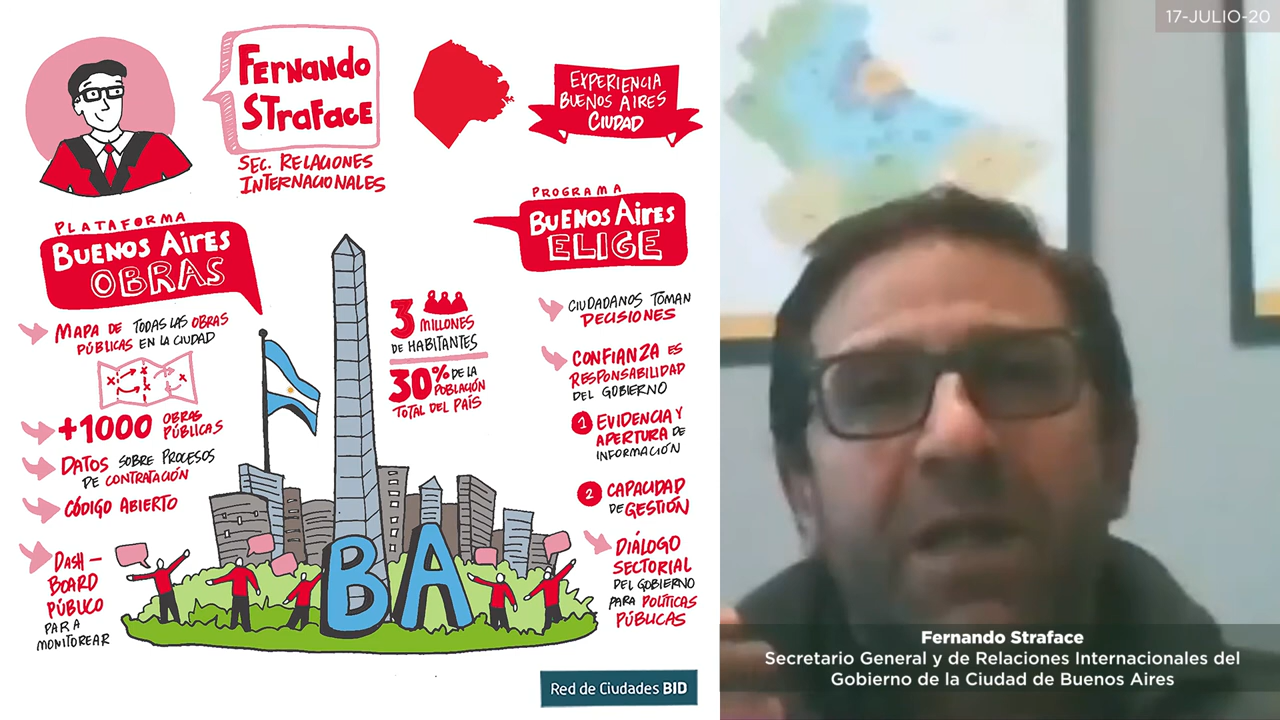 FERNANDO
STRAFACE
SEC. RELACIONES
INTERNACIONALES
EXPERIENCIA
BUENOS AIRES
CIUDAD
PLATAFORMA
BUENOS AIRES
OBRAS
MAPA DE TODAS LAS OBRAS
PÚBLICAS EN LA CIUDAD
+1000 OBRAS
PÚBLICAS
DATOS SOBRE PROCESOS
DE CONTRATACIÓN
CÓDIGO ABIERTO
DASH-
BOARD
PÚBLICO
PARA
MONITOREAR
3 MILLONES
DE HABITANTES
30% DE LA
POBLACIÓN
TOTAL DEL PAÍS
BA
PROGRAMA
BUENOS AIRES
ELIGE
CIUDADANOS TOMAN
DECISIONES
CONFIANZA ES
RESPONSABILIDAD
DEL GOBIERNO
1 EVIDENCIA Y
APERTURA DE
INFORMACIÓN
2 CAPACIDAD
DE GESTIÓN
DIÁLOGO
SECTORIAL
DEL GOBIERNO
PARA POLÍTICAS
PÚBLICAS
Red de Ciudades BID
17-JULIO-20
Fernando Straface
Secretario General y de Relaciones Internacionales del
Gobierno de la Ciudad de Buenos Aires